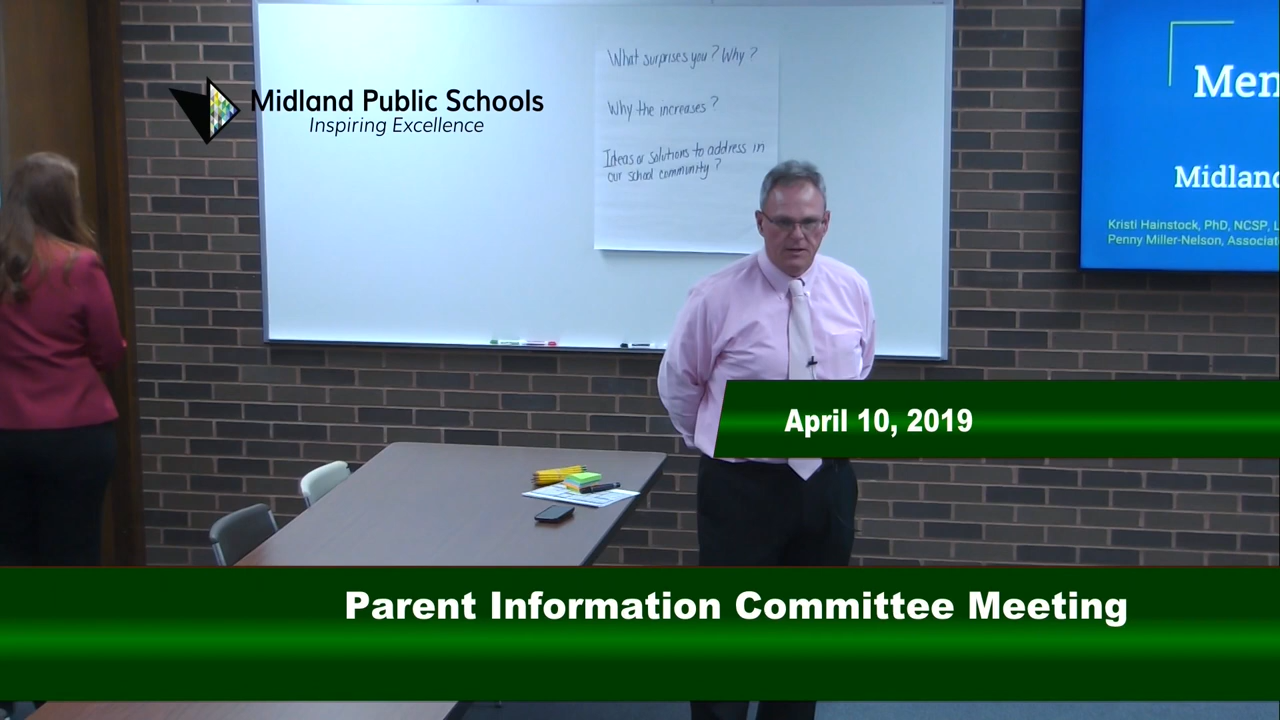 Midland Public Schools
Inspiring Excellence
What surprises you? Why?
Why the increases?
Ideas or Solutions to address in
our school community?
Men
Midland
Kristi Hainstock, PhD, NCSP, L
Penny Miller-Nelson, Associate
April 10, 2019
Parent Information Committee Meeting